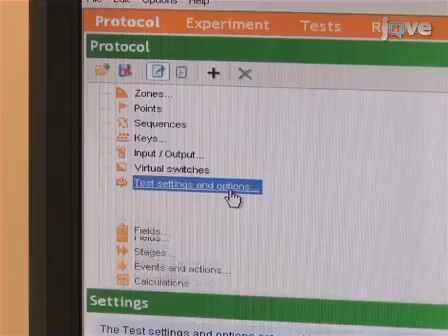 File Edit Options Help
Protocol Experiment Tests R
jove
Protocol
Zones...
Points
Sequences
Keys...
Input / Output...
Virtual switches
Test settings and options...
Fields...
Fields...
Stages...
Events and actions...
Calculations
Settings
The Test settings and options